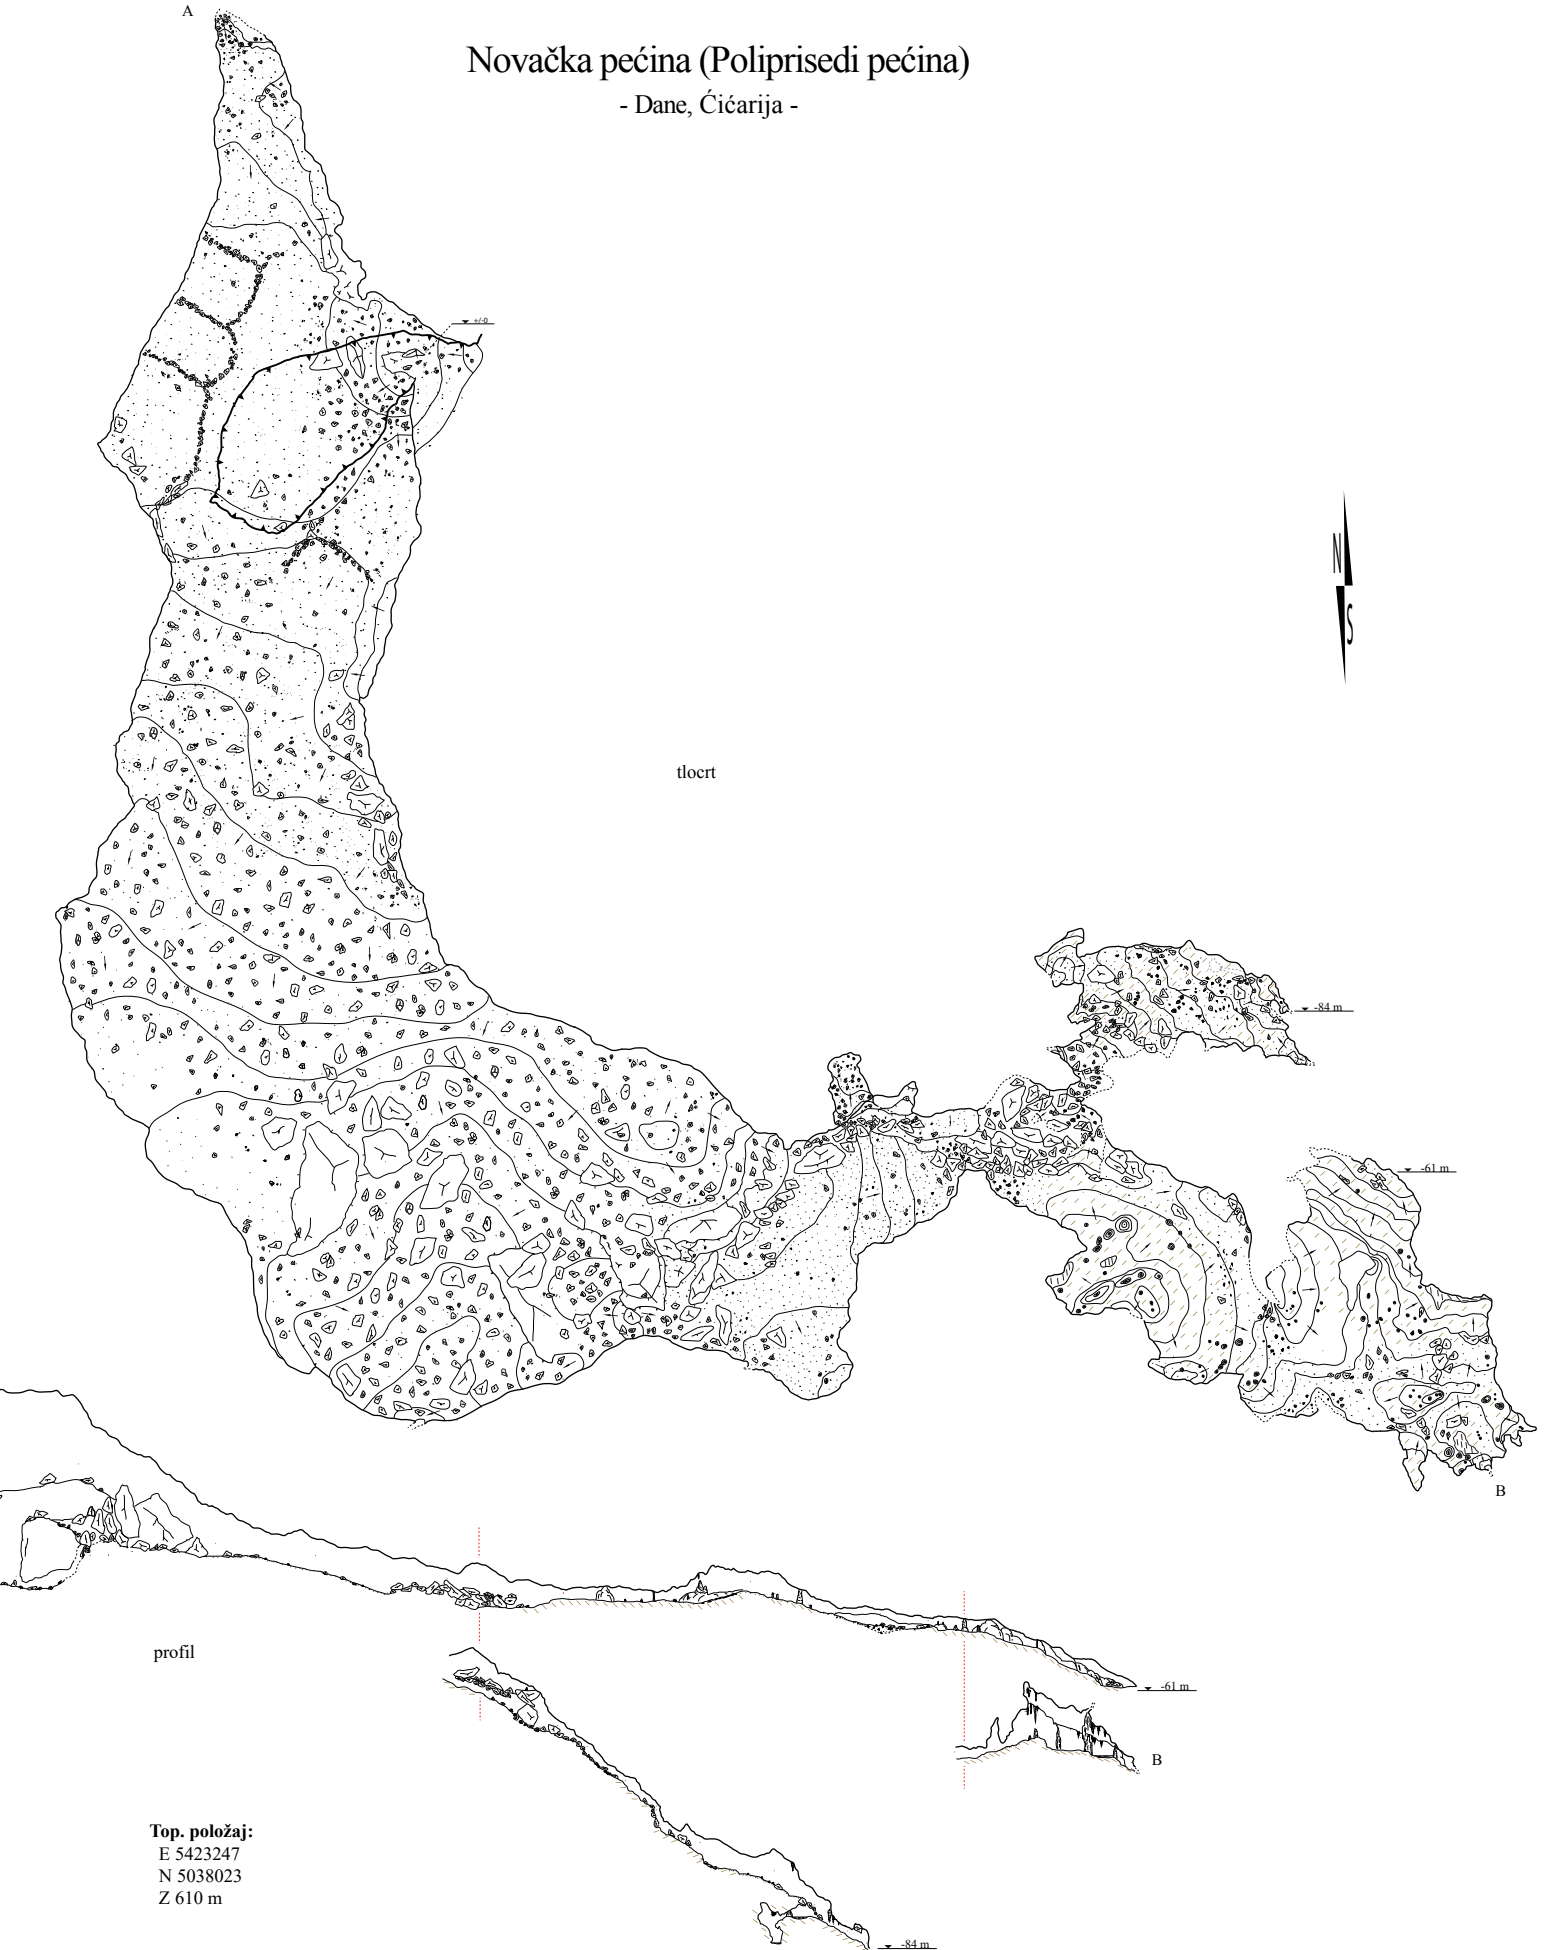 A
Novačka pećina (Poliprisedi pećina)
- Dane, Ćićarija -
+/-0
N
S
tlocrt
-84 m
-61 m
B
profil
-61 m
B
Top. položaj:
E 5423247
N 5038023
Z 610 m
-84 m